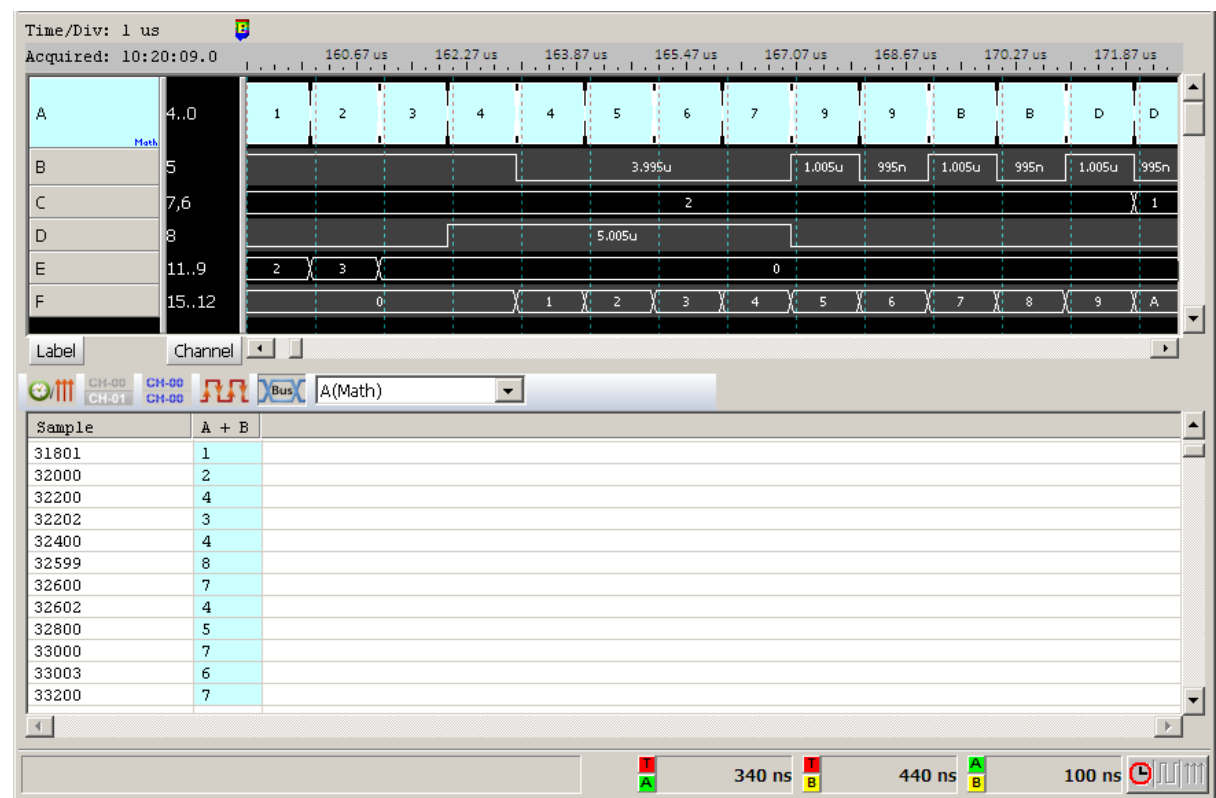 Time/Div: 1 us
B
Acquired: 10:20:09.0 160.67 us 162.27 us 163.87 us 165.47 us 167.07 us 168.67 us 170.27 us 171.87 us
A Math 4..0 1 2 3 4 4 5 6 7 9 9 B B D D
B 5 3.995u 1.005u 995n 1.005u 995n 1.005u 995n
C 7,6 2 1
D 8 5.005u
E 11..9 2 3 0
F 15..12 0 1 2 3 4 5 6 7 8 9 A
Label Channel
CH-00 CH-00 Bus A(Math)
CH-01 CH-00
Sample A + B
31801 1
32000 2
32200 4
32202 3
32400 4
32599 8
32600 7
32602 4
32800 5
33000 7
33003 6
33200 7
T A 340 ns T B 440 ns A B 100 ns